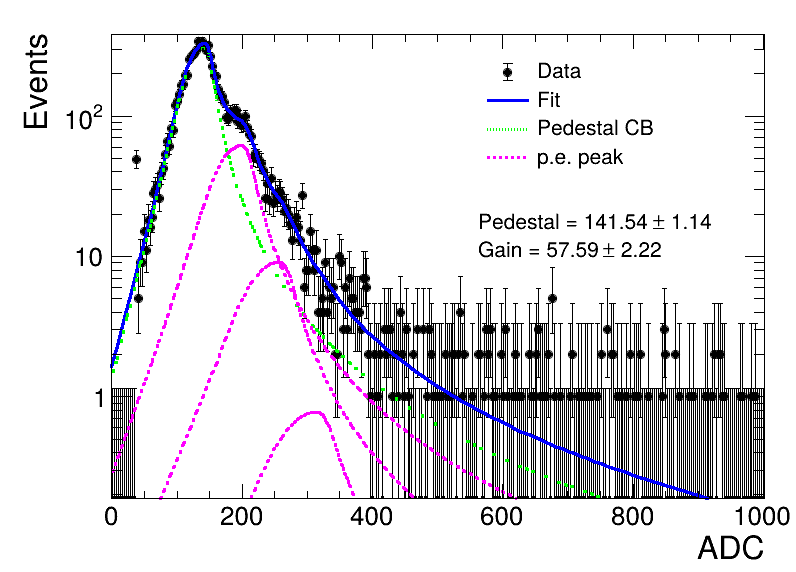 Events
10²
10
1
Data
Fit
Pedestal CB
p.e. peak
Pedestal = 141.54 ± 1.14
Gain = 57.59 ± 2.22
0 200 400 600 800 1000
ADC